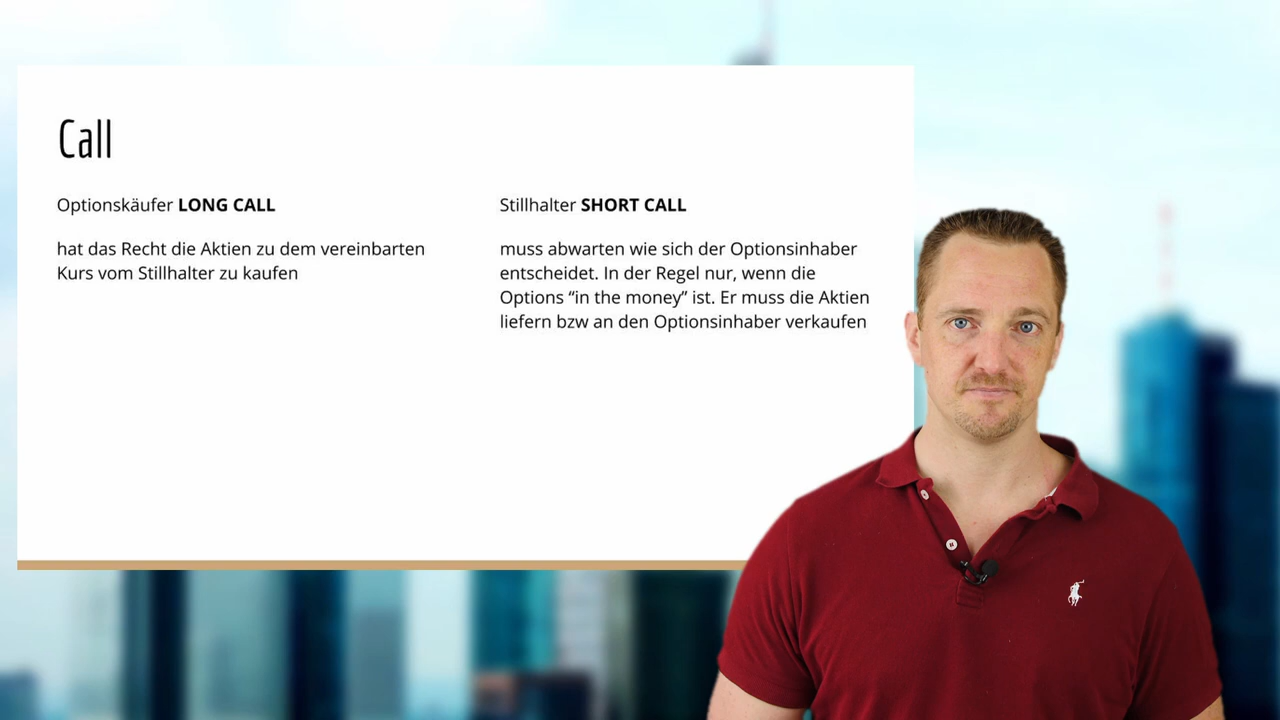 Call
Optionskäufer LONG CALL
hat das Recht die Aktien zu dem vereinbarten
Kurs vom Stillhalter zu kaufen
Stillhalter SHORT CALL
muss abwarten wie sich der Optionsinhaber
entscheidet. In der Regel nur, wenn die
Options “in the money” ist. Er muss die Aktien
liefern bzw an den Optionsinhaber verkaufen